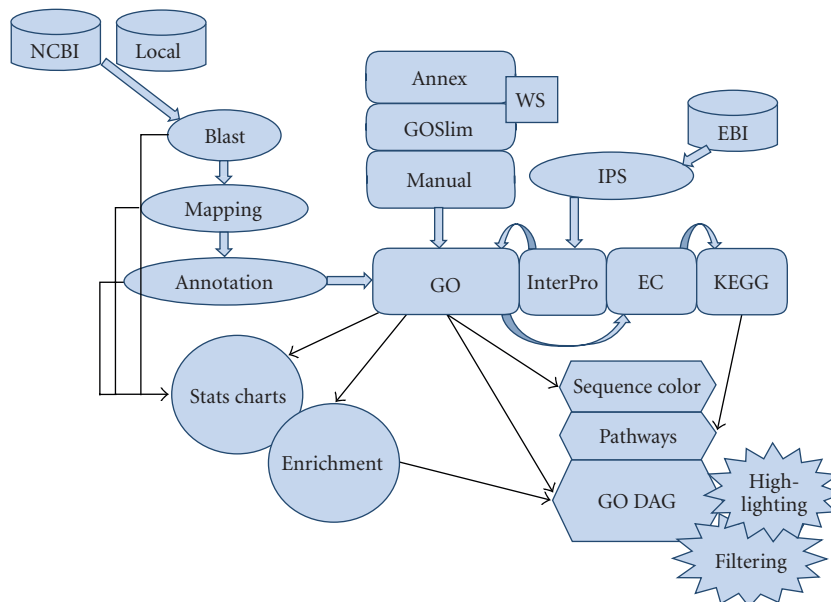 NCBI
Local
Annex
WS
GOSlim
EBI
Blast
Manual
IPS
Mapping
Annotation
GO
InterPro
EC
KEGG
Stats charts
Sequence color
Pathways
Enrichment
GO DAG
High-
lighting
Filtering